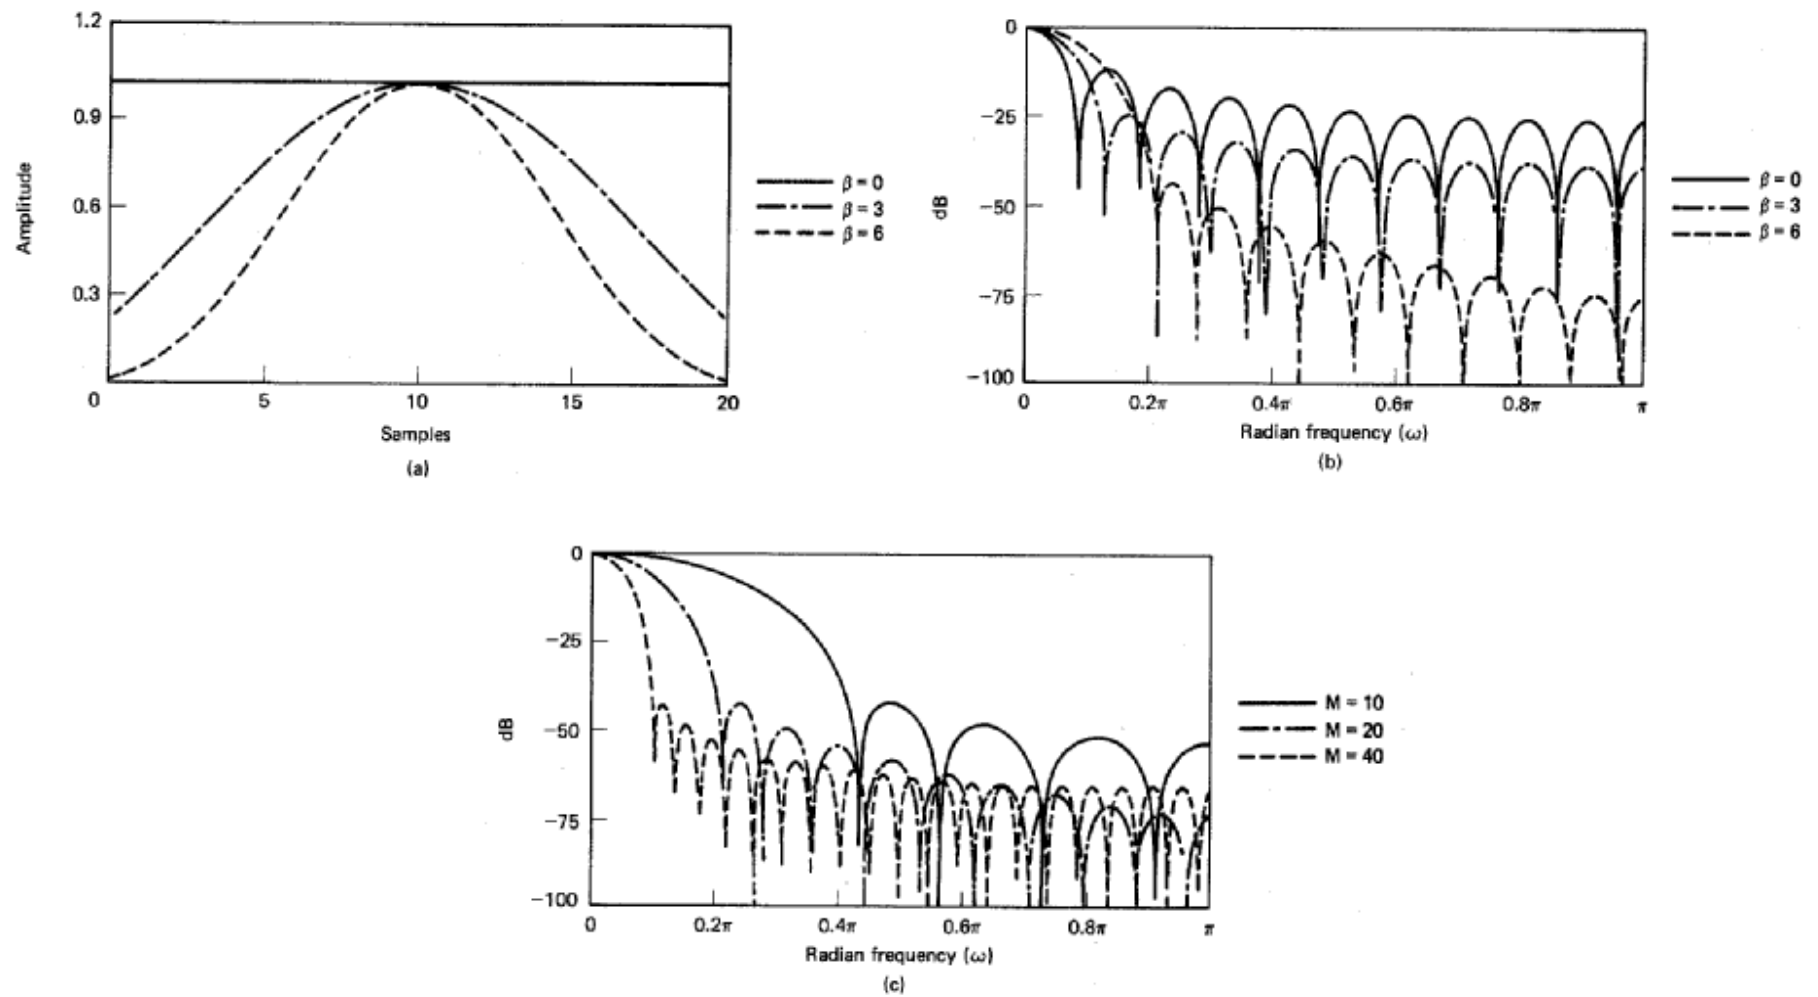 1.2
0.9
0.6
0.3
0
5
10
15
20
Amplitude
Samples
(a)
β = 0
β = 3
β = 6
0
−25
−50
−75
−100
0
0.2π
0.4π
0.6π
0.8π
π
dB
Radian frequency (ω)
(b)
β = 0
β = 3
β = 6
0
−25
−50
−75
−100
0
0.2π
0.4π
0.6π
0.8π
π
dB
Radian frequency (ω)
(c)
M = 10
M = 20
M = 40